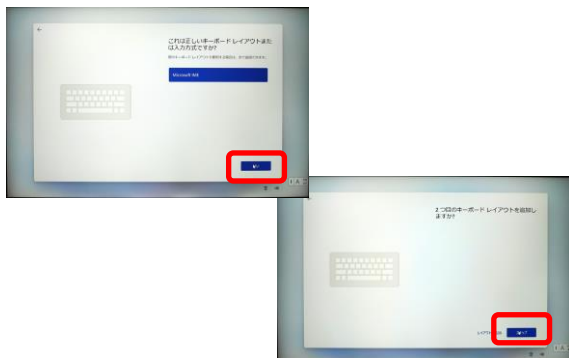 これは正しいキーボード レイアウトまた
は入力方式ですか?
Microsoft IME
はい
2 つ目のキーボード レイアウトを追加し
ますか?
スキップ